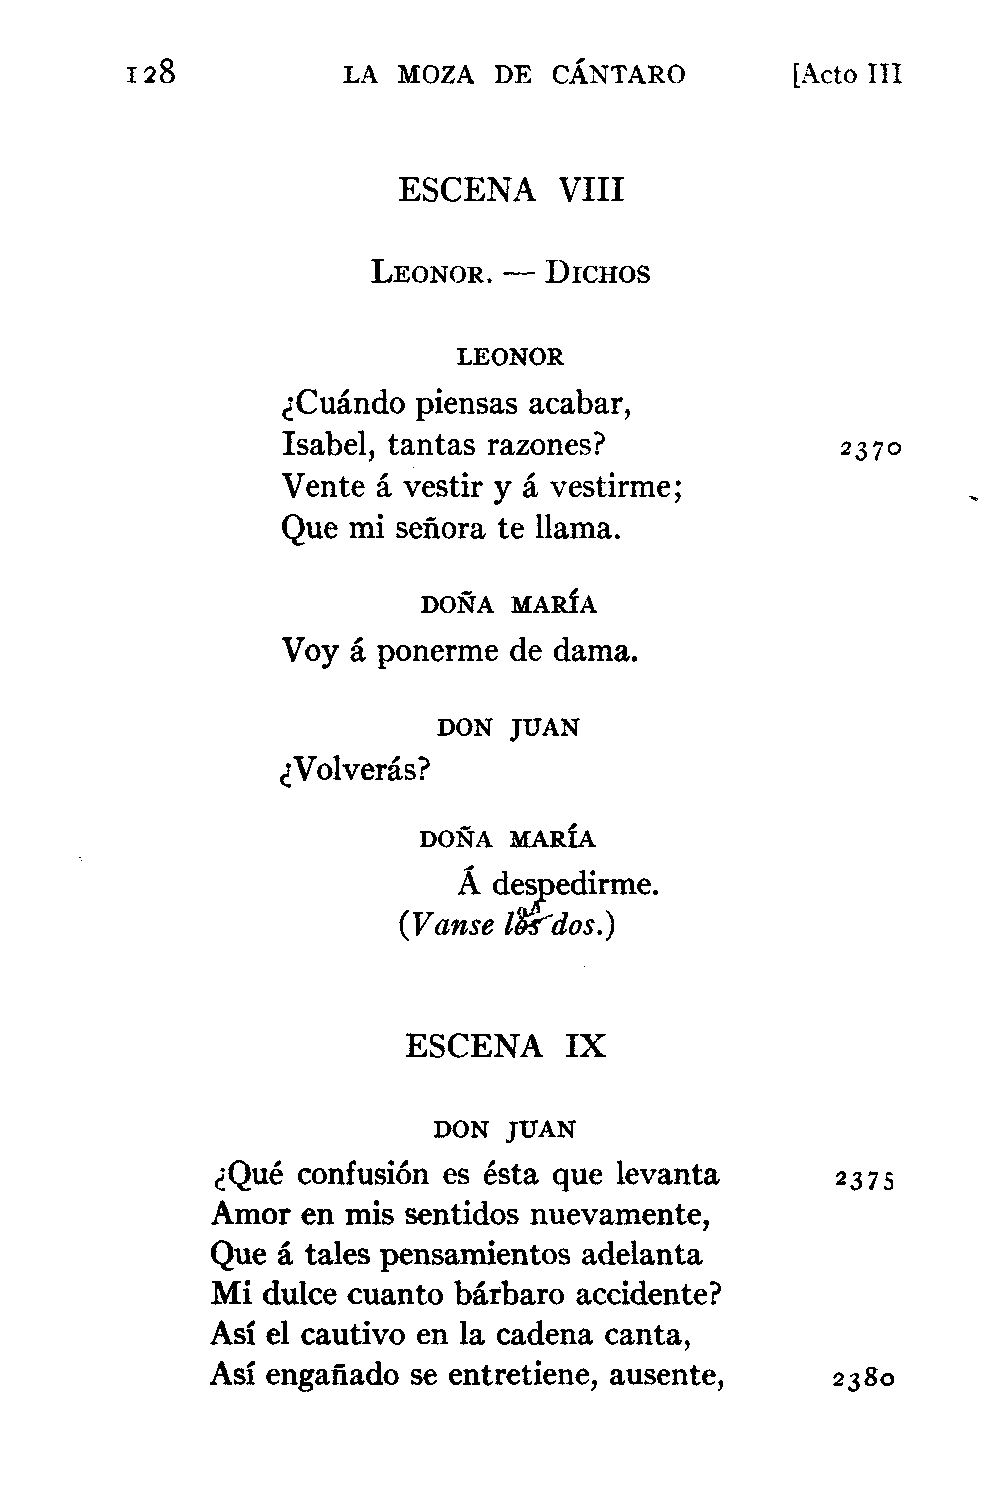 128 LA MOZA DE CÁNTARO [Acto III
ESCENA VIII
LEONOR. — DICHOS
LEONOR
¿Cuándo piensas acabar,
Isabel, tantas razones? 2370
Vente á vestir y á vestirme;
Que mi señora te llama.
DOÑA MARÍA
Voy á ponerme de dama.
DON JUAN
¿Volverás?
DOÑA MARÍA
Á despedirme.
(Vanse los dos.)
ESCENA IX
DON JUAN
¿Qué confusión es ésta que levanta 2375
Amor en mis sentidos nuevamente,
Que á tales pensamientos adelanta
Mi dulce cuanto bárbaro accidente?
Así el cautivo en la cadena canta,
Así engañado se entretiene, ausente, 2380